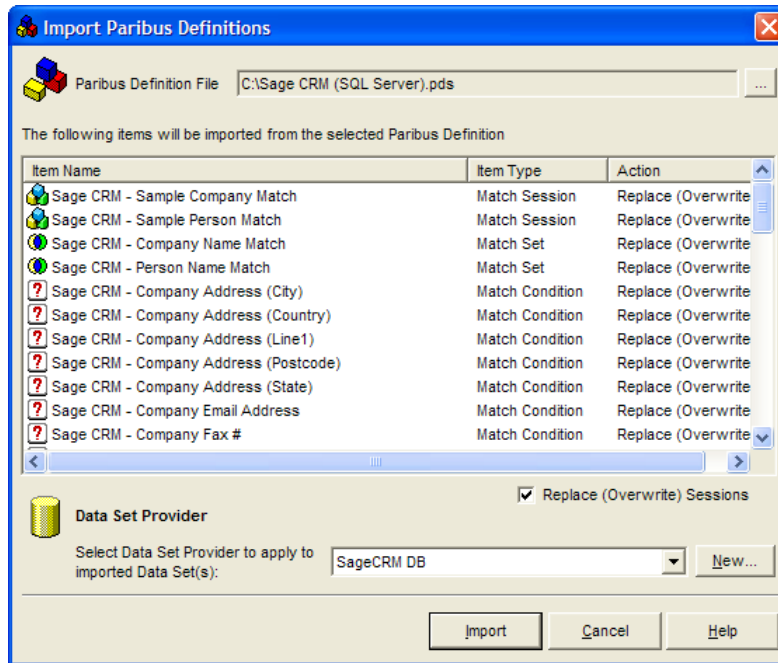 Import Paribus Definitions
Paribus Definition File C:\Sage CRM (SQL Server).pds ...
The following items will be imported from the selected Paribus Definition
Item Name Item Type Action
Sage CRM - Sample Company Match Match Session Replace (Overwrite
Sage CRM - Sample Person Match Match Session Replace (Overwrite
Sage CRM - Company Name Match Match Set Replace (Overwrite
Sage CRM - Person Name Match Match Set Replace (Overwrite
Sage CRM - Company Address (City) Match Condition Replace (Overwrite
Sage CRM - Company Address (Country) Match Condition Replace (Overwrite
Sage CRM - Company Address (Line1) Match Condition Replace (Overwrite
Sage CRM - Company Address (Postcode) Match Condition Replace (Overwrite
Sage CRM - Company Address (State) Match Condition Replace (Overwrite
Sage CRM - Company Email Address Match Condition Replace (Overwrite
Sage CRM - Company Fax # Match Condition Replace (Overwrite
Replace (Overwrite) Sessions
Data Set Provider
Select Data Set Provider to apply to
imported Data Set(s): SageCRM DB New...
Import Cancel Help